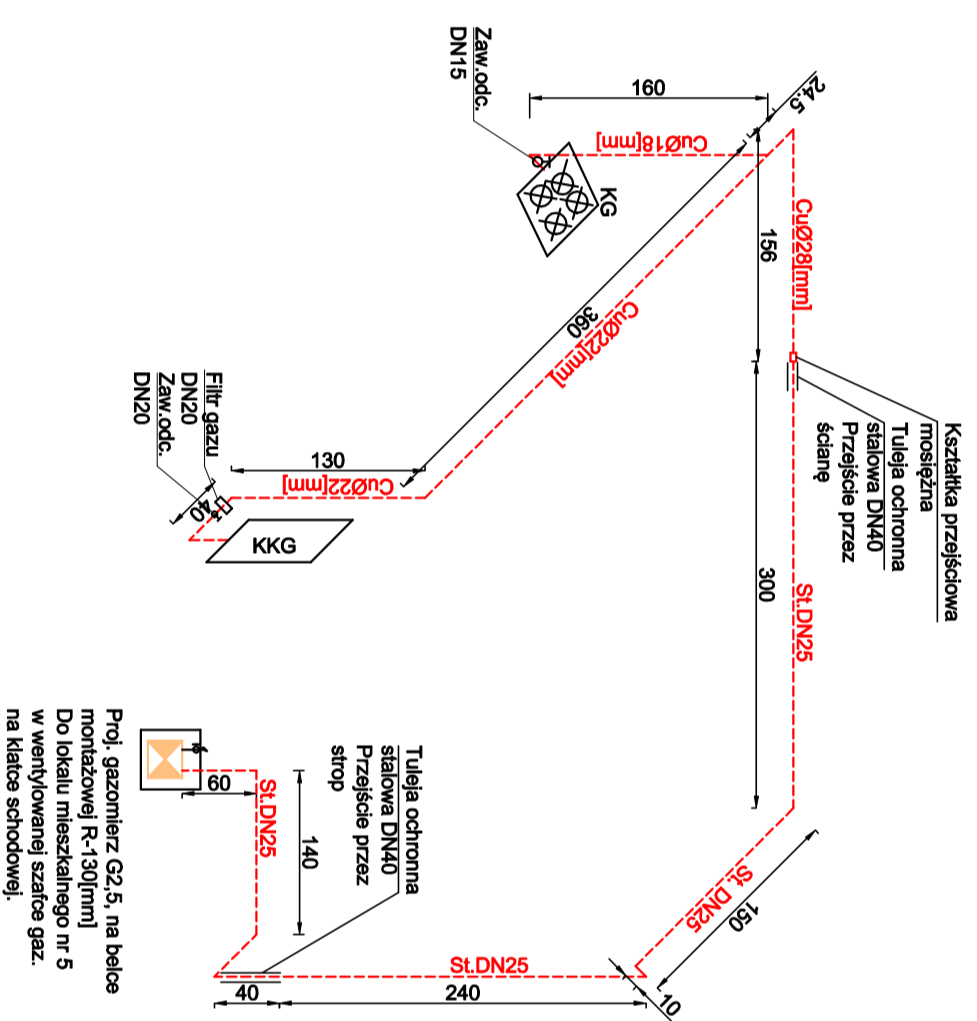 Kształtka przejściowa
mosiężna
Tuleja ochronna
stalowa DN40
Przejście przez
ścianę
24.5
160
CuØ18[mm]
Zaw.odc.
DN15
KG
156
CuØ28[mm]
360
CuØ22[mm]
300
St.DN25
130
CuØ22[mm]
Filtr gazu
DN20
Zaw.odc.
DN20
40
KKG
150
St. DN25
10
Tuleja ochronna
stalowa DN40
Przejście przez
strop
140
St.DN25
60
St.DN25
240
40
Proj. gazomierz G2,5, na belce
montażowej R-130[mm]
Do lokalu mieszkalnego nr 5
w wentylowanej szafce gaz.
na klatce schodowej.